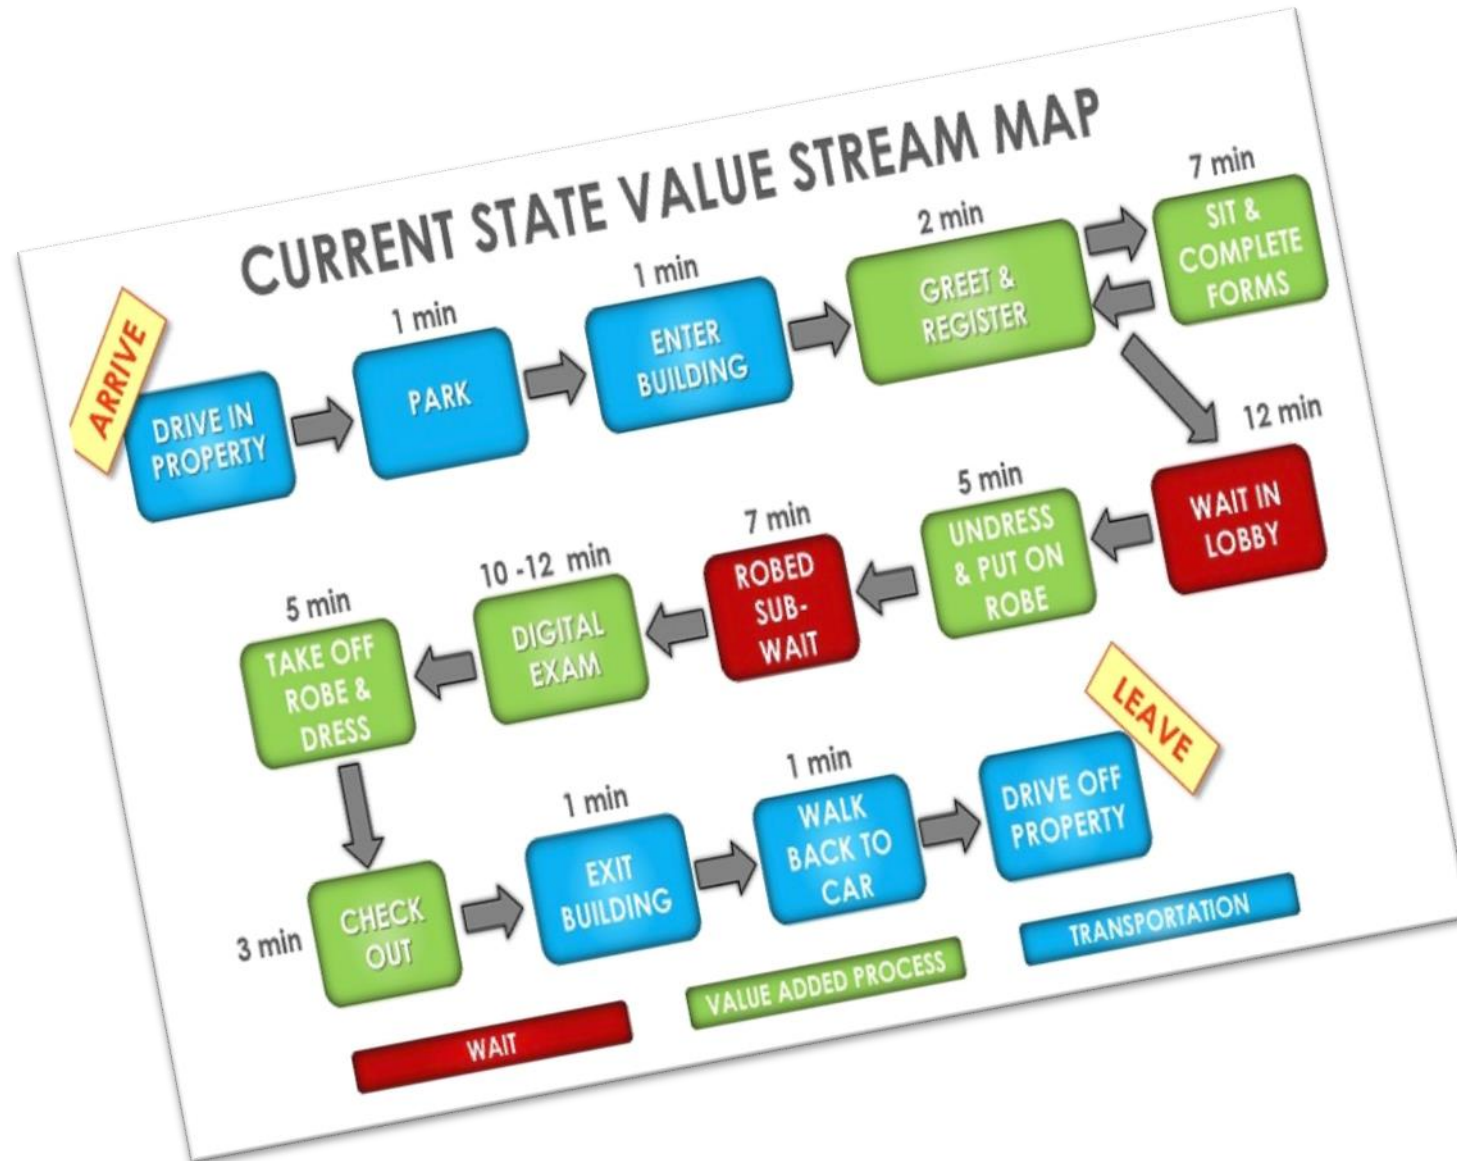 CURRENT STATE VALUE STREAM MAP
ARRIVE
DRIVE IN
PROPERTY
1 min
PARK
1 min
ENTER
BUILDING
2 min
GREET &
REGISTER
7 min
SIT &
COMPLETE
FORMS
12 min
WAIT IN
LOBBY
5 min
UNDRESS
& PUT ON
ROBE
7 min
ROBED
SUB-
WAIT
10 -12 min
DIGITAL
EXAM
5 min
TAKE OFF
ROBE &
DRESS
3 min
CHECK
OUT
1 min
EXIT
BUILDING
1 min
WALK
BACK TO
CAR
DRIVE OFF
PROPERTY
LEAVE
WAIT
VALUE ADDED PROCESS
TRANSPORTATION